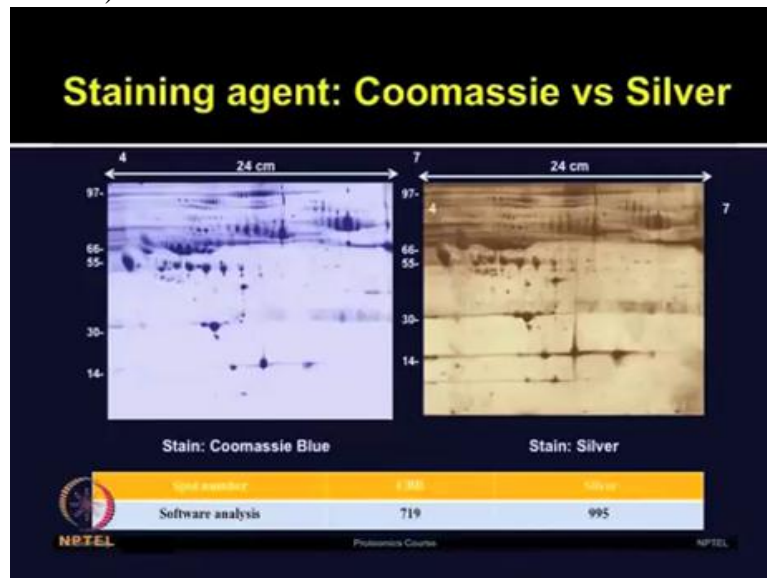 Staining agent: Coomassie vs Silver
4 24 cm 7 24 cm
97- 97-
4 7
66- 66-
55- 55-
30- 30-
14- 14-
Stain: Coomassie Blue Stain: Silver
Spot number CBB Silver
Software analysis 719 995
NPTEL Proteomics Course NPTEL